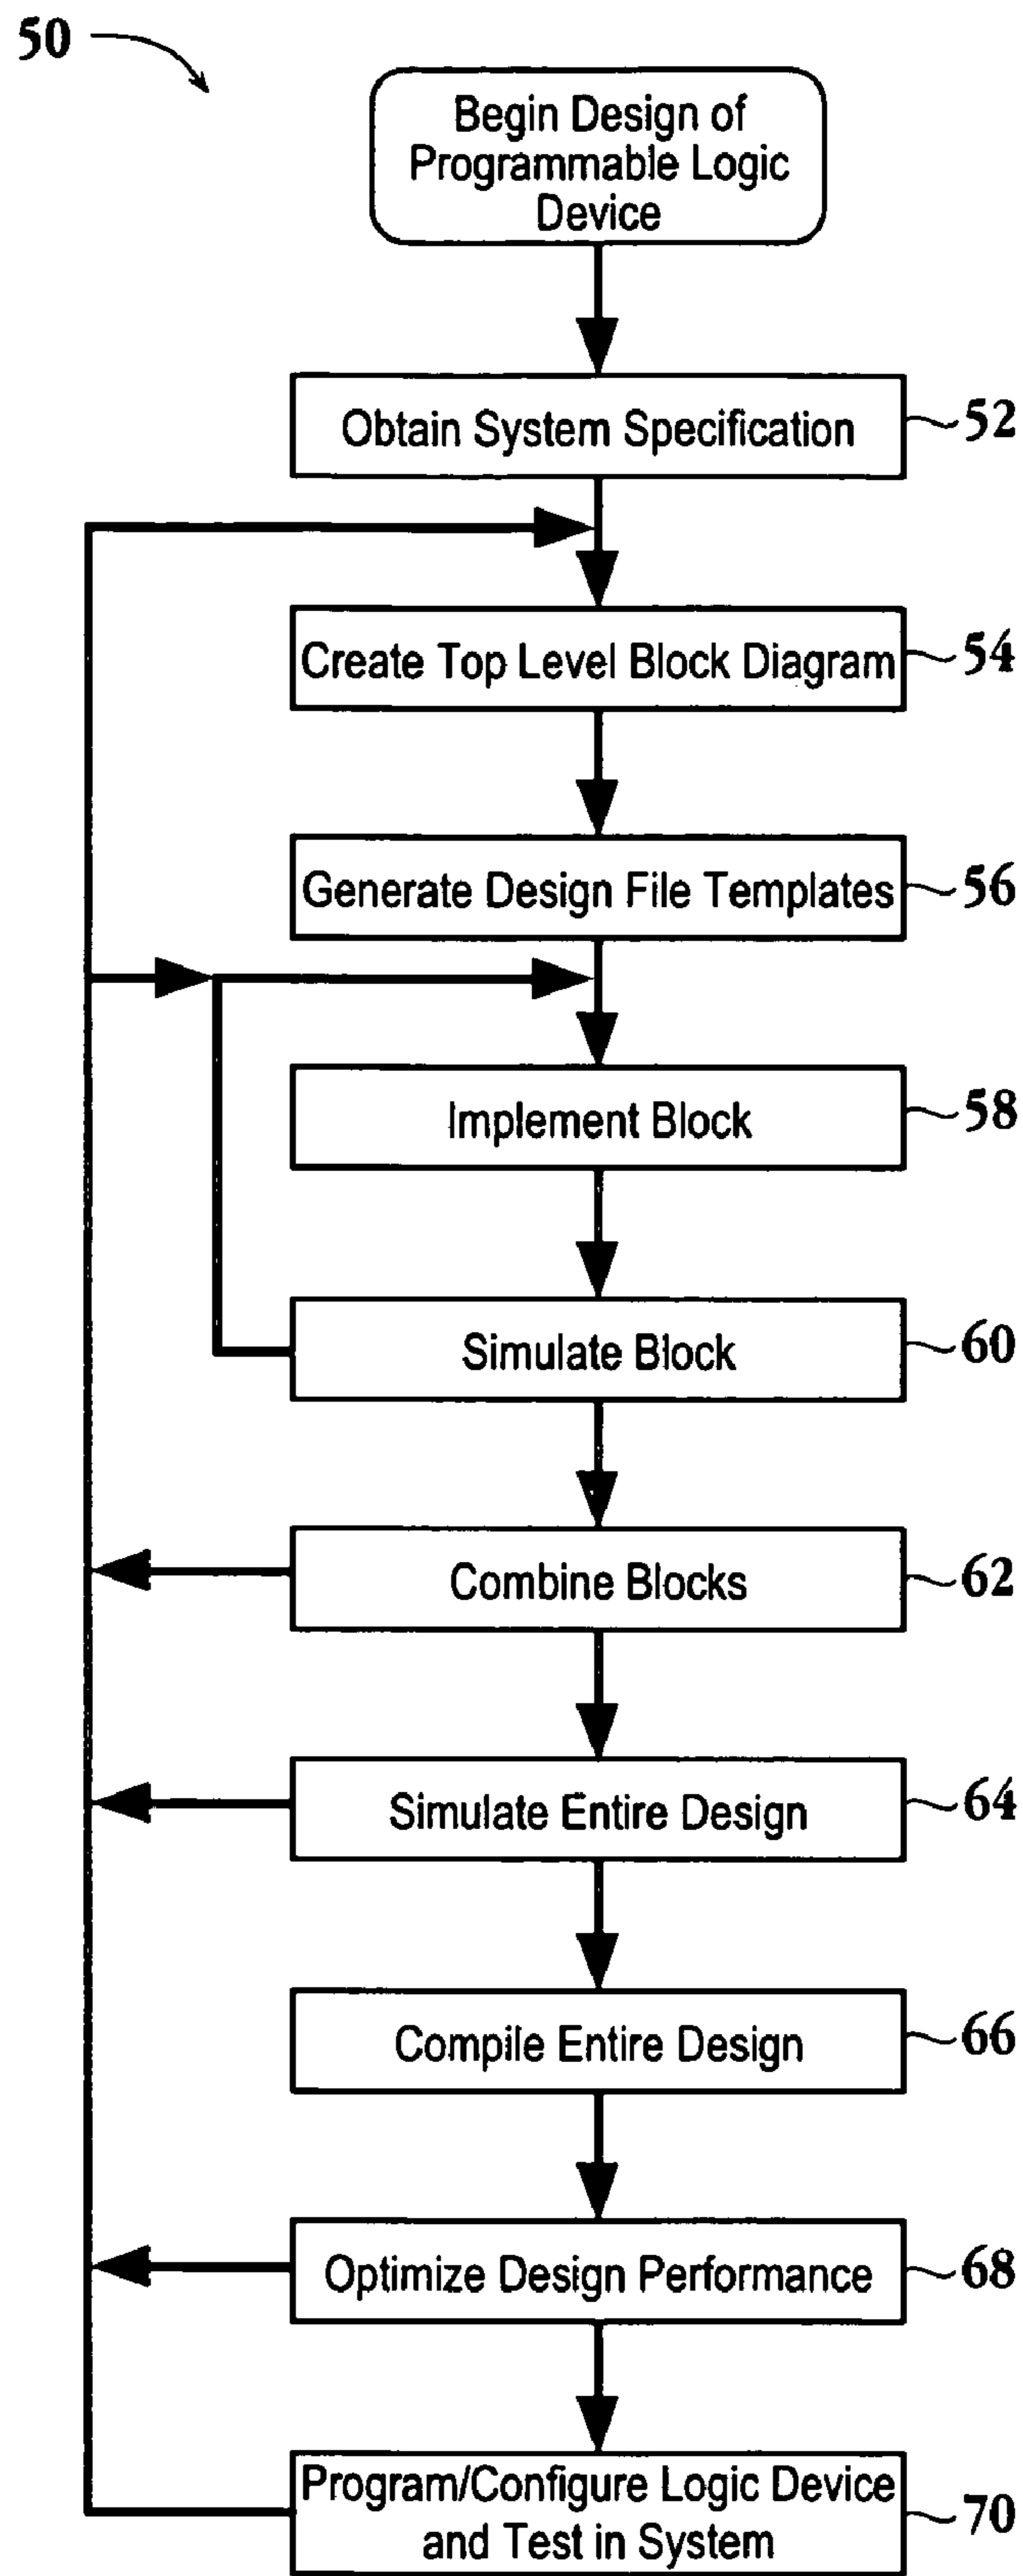 50
Begin Design of
Programmable Logic
Device
Obtain System Specification
52
Create Top Level Block Diagram
54
Generate Design File Templates
56
Implement Block
58
Simulate Block
60
Combine Blocks
62
Simulate Entire Design
64
Compile Entire Design
66
Optimize Design Performance
68
Program/Configure Logic Device
and Test in System
70